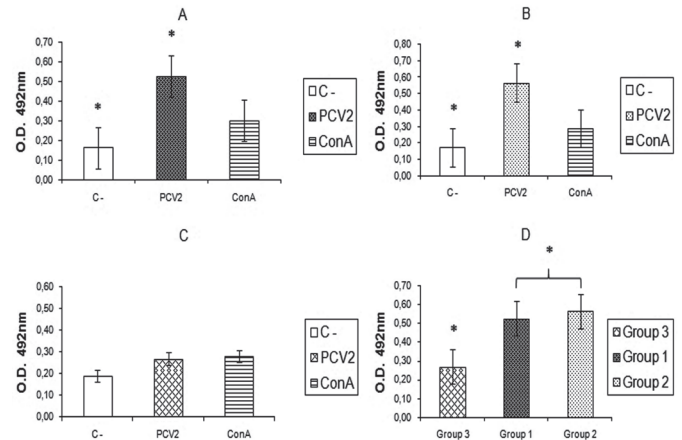 A
O.D. 492nm
0,70
0,60
0,50
0,40
0,30
0,20
0,10
0,00
*
*
C-
PCV2
ConA
C -
PCV2
ConA
B
O.D. 492nm
0,80
0,70
0,60
0,50
0,40
0,30
0,20
0,10
0,00
*
*
C-
PCV2
ConA
C -
PCV2
ConA
C
O.D. 492nm
0,60
0,50
0,40
0,30
0,20
0,10
0,00
C-
PCV2
ConA
C -
PCV2
ConA
D
O.D. 492nm
0,70
0,60
0,50
0,40
0,30
0,20
0,10
0,00
*
*
Group 3
Group 1
Group 2
Group 3
Group 1
Group 2